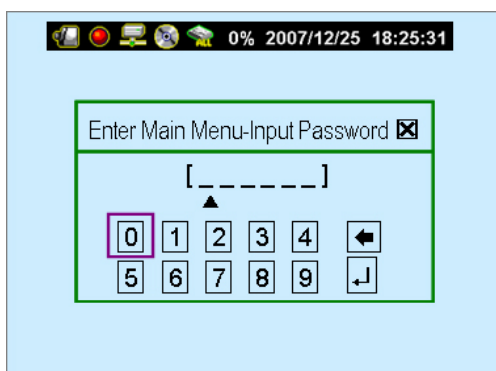 ALL 0% 2007/12/25 18:25:31
Enter Main Menu-Input Password
[_ _ _ _ _ _]
0 1 2 3 4
5 6 7 8 9